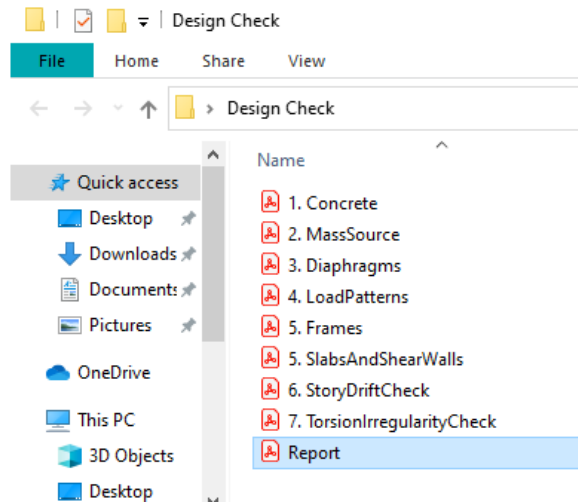 Design Check
File Home Share View
Design Check
Name
Quick access
Desktop
Downloads
Documents
Pictures
OneDrive
This PC
3D Objects
Desktop
1. Concrete
2. MassSource
3. Diaphragms
4. LoadPatterns
5. Frames
5. SlabsAndShearWalls
6. StoryDriftCheck
7. TorsionIrregularityCheck
Report